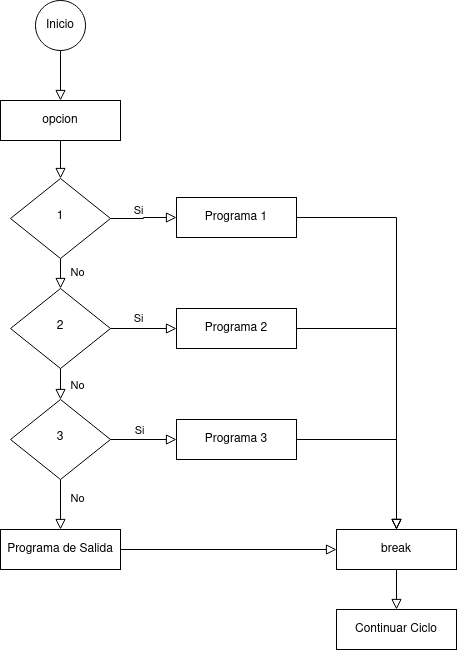 Inicio
opcion
1
Si
Programa 1
No
2
Si
Programa 2
No
3
Si
Programa 3
No
Programa de Salida
break
Continuar Ciclo